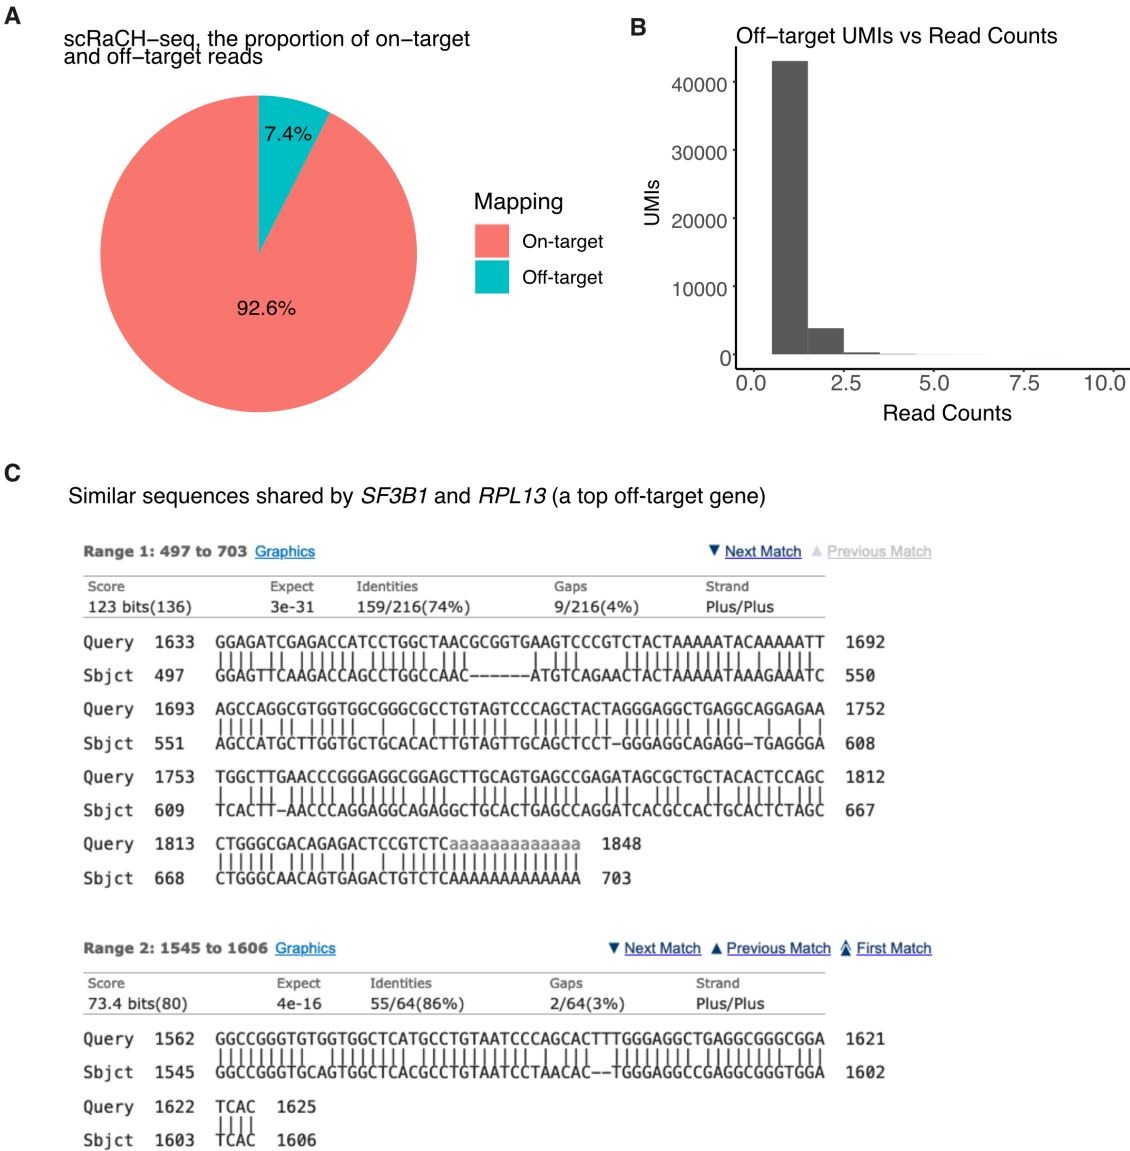 A
scRaCH−seq, the proportion of on−target
and off−target reads
7.4%
92.6%
Mapping
On-target
Off-target
B
Off−target UMIs vs Read Counts
UMIs
40000
30000
20000
10000
0
0.0 2.5 5.0 7.5 10.0
Read Counts
C
Similar sequences shared by SF3B1 and RPL13 (a top off-target gene)
Range 1: 497 to 703 Graphics ▼ Next Match ▲ Previous Match
Score Expect Identities Gaps Strand
123 bits(136) 3e-31 159/216(74%) 9/216(4%) Plus/Plus
Query 1633 GGAGATCGAGACCATCCTGGCTAACGCGGTGAAGTCCCGTCTACTAAAAATACAAAAATT 1692
Sbjct 497 GGAGTTCAAGACCAGCCTGGCCAAC------ATGTCAGAACTACTAAAAATAAAGAAATC 550
Query 1693 AGCCAGGCGTGGTGGCGGGCGCCTGTAGTCCCAGCTACTAGGGAGGCTGAGGCAGGAGAA 1752
Sbjct 551 AGCCATGCTTGGTGCTGCACACTTGTAGTTGCAGCTCCT-GGGAGGCAGAGG-TGAGGGA 608
Query 1753 TGGCTTGAACCCGGGAGGCGGAGCTTGCAGTGAGCCGAGATAGCGCTGCTACACTCCAGC 1812
Sbjct 609 TCACTT-AACCCAGGAGGCAGAGGCTGCACTGAGCCAGGATCACGCCACTGCACTCTAGC 667
Query 1813 CTGGGCGACAGAGAGACTCCGTCTCaaaaaaaaaaaaa 1848
Sbjct 668 CTGGGCAACAGTGAGACTGTCTCAAAAAAAAAAAAA 703
Range 2: 1545 to 1606 Graphics ▼ Next Match ▲ Previous Match First Match
Score Expect Identities Gaps Strand
73.4 bits(80) 4e-16 55/64(86%) 2/64(3%) Plus/Plus
Query 1562 GGCCGGGTGTGGTGGCTCATGCCTGTAATCCCAGCACTTTGGGAGGCTGAGGCGGGCGGA 1621
Sbjct 1545 GGCCGGGTGCAGTGGCTCACGCCTGTAATCCTAACAC--TGGGAGGCCGAGGCGGGTGGA 1602
Query 1622 TCAC 1625
Sbjct 1603 TCAC 1606